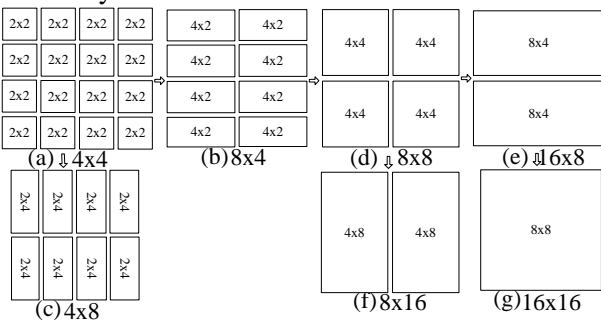 2x2 2x2 2x2 2x2
2x2 2x2 2x2 2x2
2x2 2x2 2x2 2x2
2x2 2x2 2x2 2x2
(a) 4x4
4x2 4x2
4x2 4x2
4x2 4x2
4x2 4x2
(b) 8x4
4x4 4x4
4x4 4x4
(d) 8x8
8x4
8x4
(e) 16x8
2x4 2x4 2x4 2x4
2x4 2x4 2x4 2x4
(c) 4x8
4x8 4x8
(f) 8x16
8x8
(g) 16x16